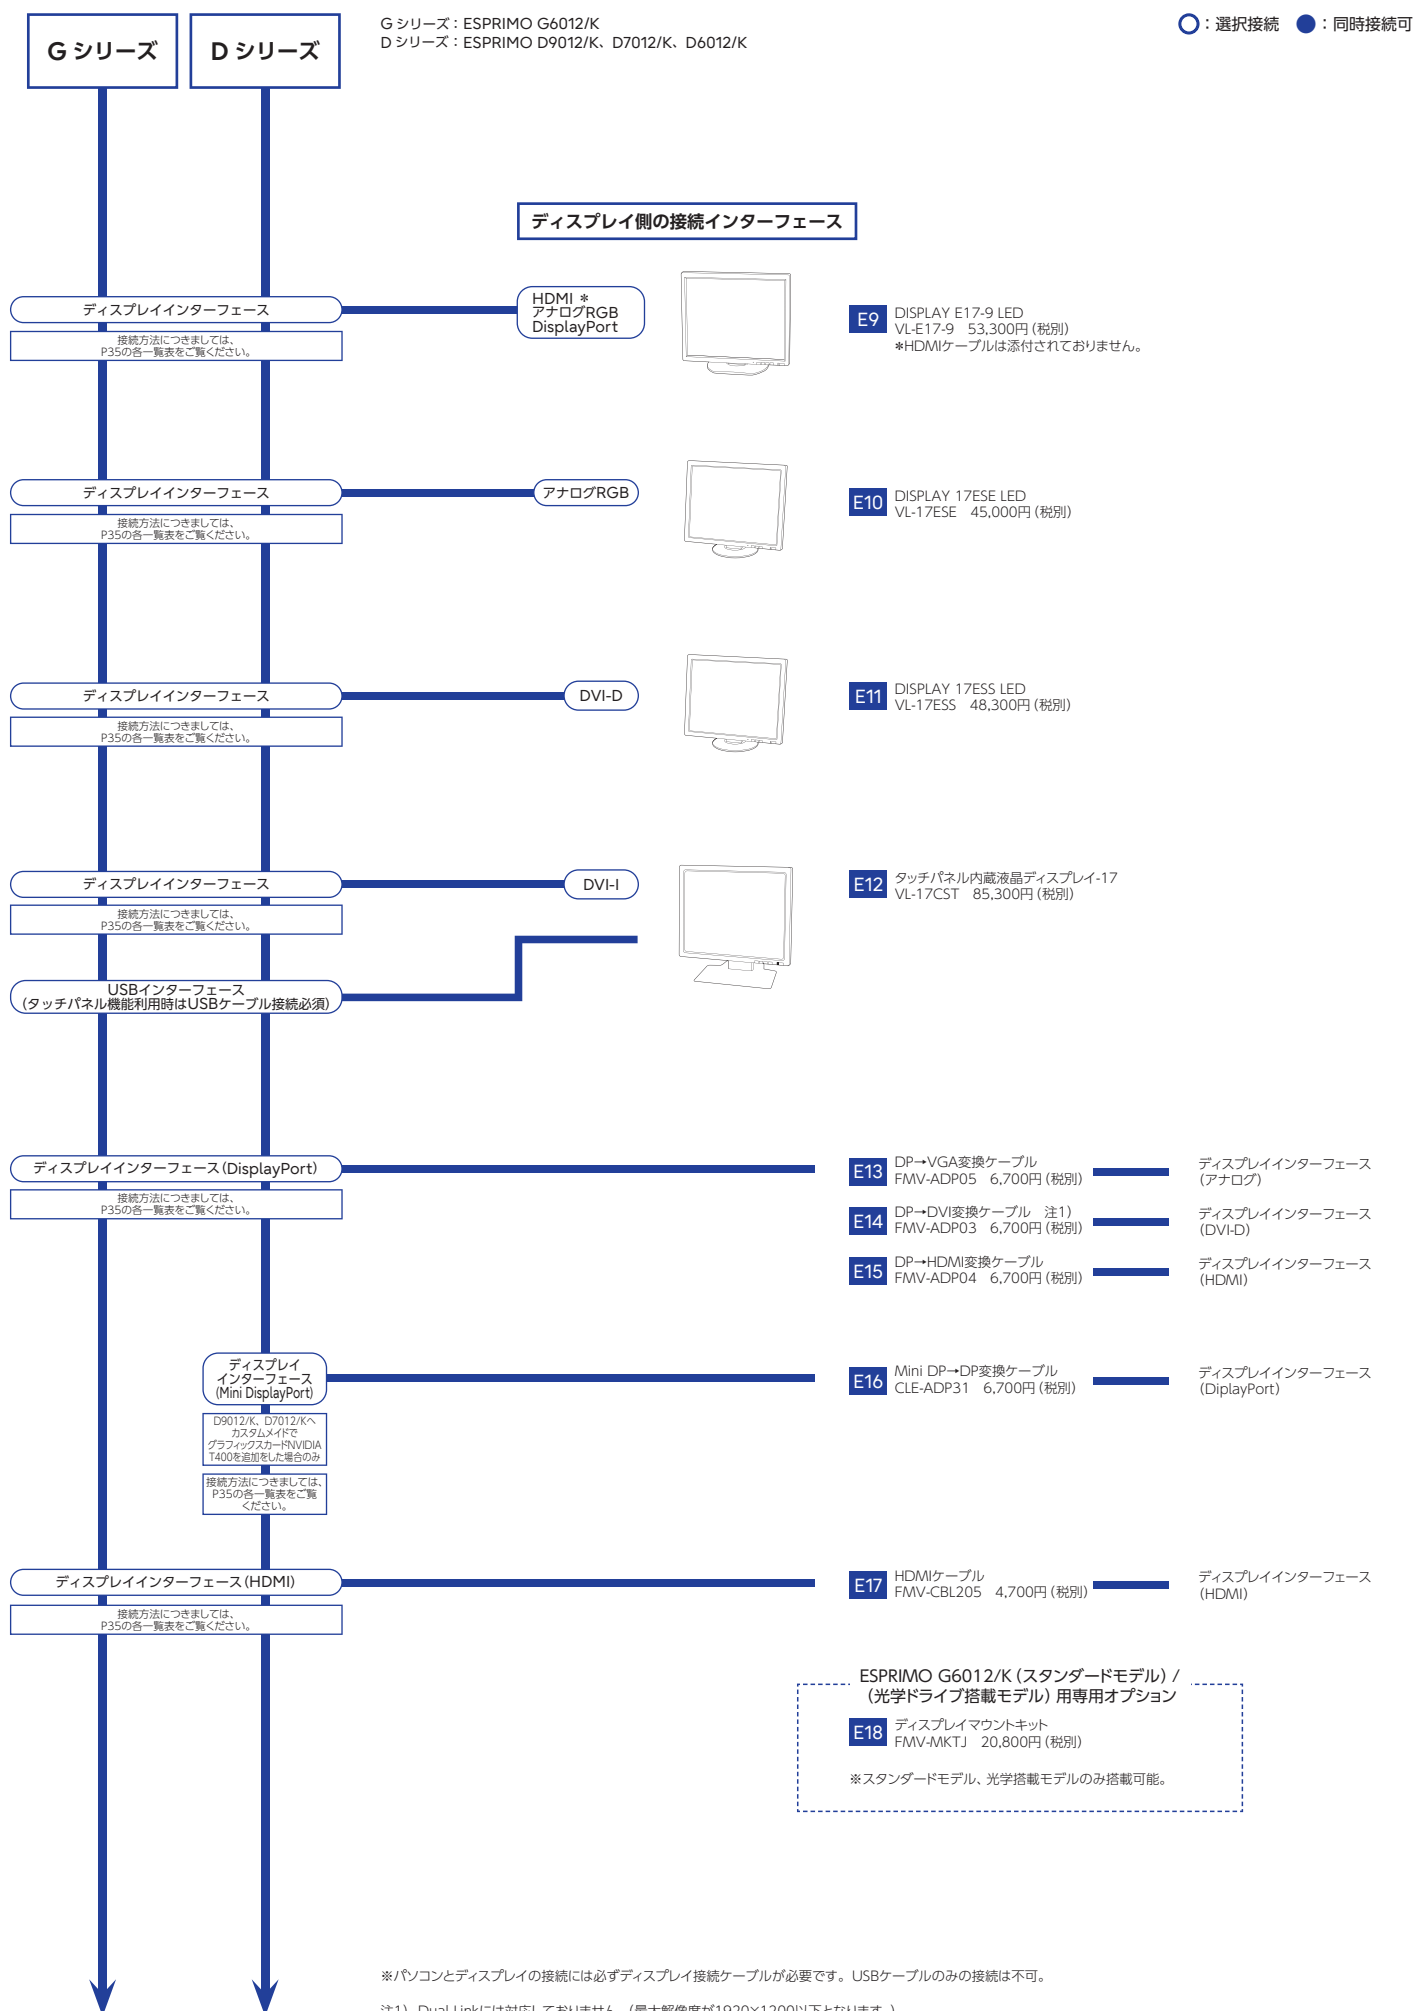 G シリーズ
D シリーズ
G シリーズ：ESPRIMO G6012/K
D シリーズ：ESPRIMO D9012/K、D7012/K、D6012/K
：選択接続　：同時接続可
ディスプレイ側の接続インターフェース
ディスプレイインターフェース
接続方法につきましては、
P35の各一覧表をご覧ください。
HDMI ＊
アナログRGB
DisplayPort
E9
DISPLAY E17-9 LED
VL-E17-9　53,300円（税別）
＊HDMIケーブルは添付されておりません。
ディスプレイインターフェース
接続方法につきましては、
P35の各一覧表をご覧ください。
アナログRGB
E10
DISPLAY 17ESE LED
VL-17ESE　45,000円（税別）
ディスプレイインターフェース
接続方法につきましては、
P35の各一覧表をご覧ください。
DVI-D
E11
DISPLAY 17ESS LED
VL-17ESS　48,300円（税別）
ディスプレイインターフェース
接続方法につきましては、
P35の各一覧表をご覧ください。
DVI-I
E12
タッチパネル内蔵液晶ディスプレイ-17
VL-17CST　85,300円（税別）
USBインターフェース
（タッチパネル機能利用時はUSBケーブル接続必須）
ディスプレイインターフェース（DisplayPort）
接続方法につきましては、
P35の各一覧表をご覧ください。
E13
DP→VGA変換ケーブル
FMV-ADP05　6,700円（税別）
ディスプレイインターフェース
（アナログ）
E14
DP→DVI変換ケーブル　注1）
FMV-ADP03　6,700円（税別）
ディスプレイインターフェース
（DVI-D）
E15
DP→HDMI変換ケーブル
FMV-ADP04　6,700円（税別）
ディスプレイインターフェース
（HDMI）
ディスプレイ
インターフェース
（Mini DisplayPort）
D9012/K、D7012/Kへ
カスタムメイドで
グラフィックスカードNVIDIA
T400を追加をした場合のみ
接続方法につきましては、
P35の各一覧表をご覧
ください。
E16
Mini DP→DP変換ケーブル
CLE-ADP31　6,700円（税別）
ディスプレイインターフェース
（DiplayPort）
ディスプレイインターフェース（HDMI）
接続方法につきましては、
P35の各一覧表をご覧ください。
E17
HDMIケーブル
FMV-CBL205　4,700円（税別）
ディスプレイインターフェース
（HDMI）
ESPRIMO G6012/K（スタンダードモデル）/
（光学ドライブ搭載モデル）用専用オプション
E18
ディスプレイマウントキット
FMV-MKTJ　20,800円（税別）
※スタンダードモデル、光学搭載モデルのみ搭載可能。
※パソコンとディスプレイの接続には必ずディスプレイ接続ケーブルが必要です。USBケーブルのみの接続は不可。
注1） Dual Linkには対応しておりません。（最大解像度が1920×1200以下となります。）